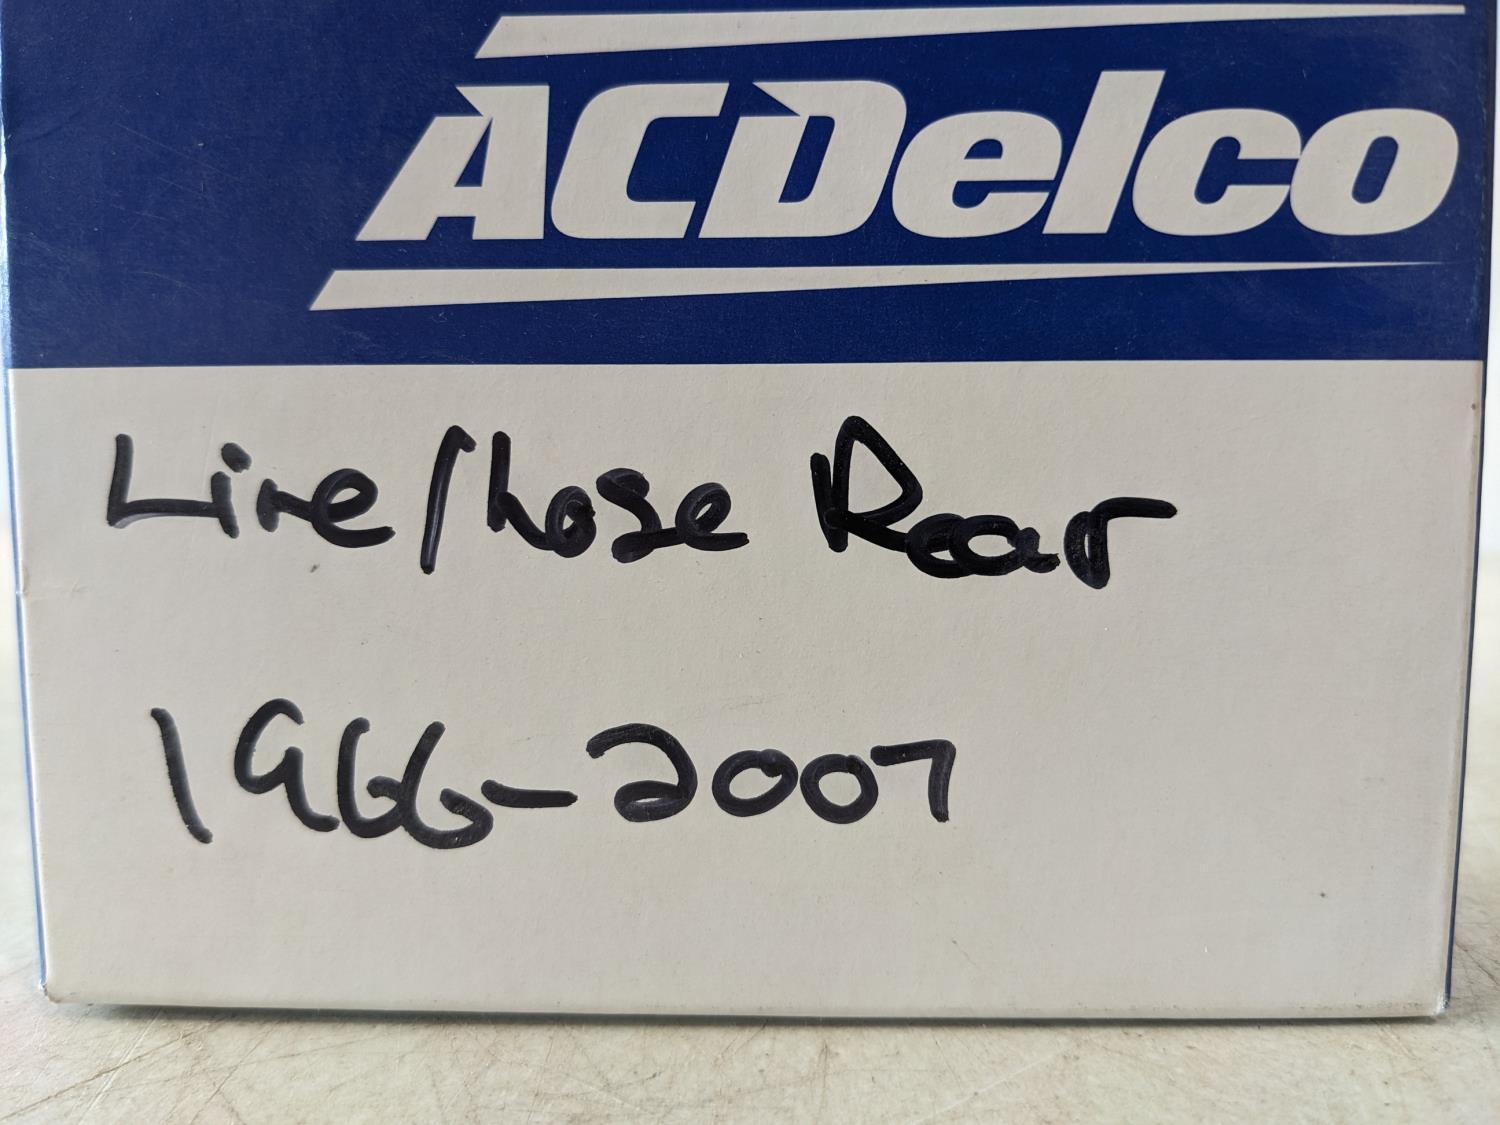 ACDelco
Line/hose Rear
1966-2007